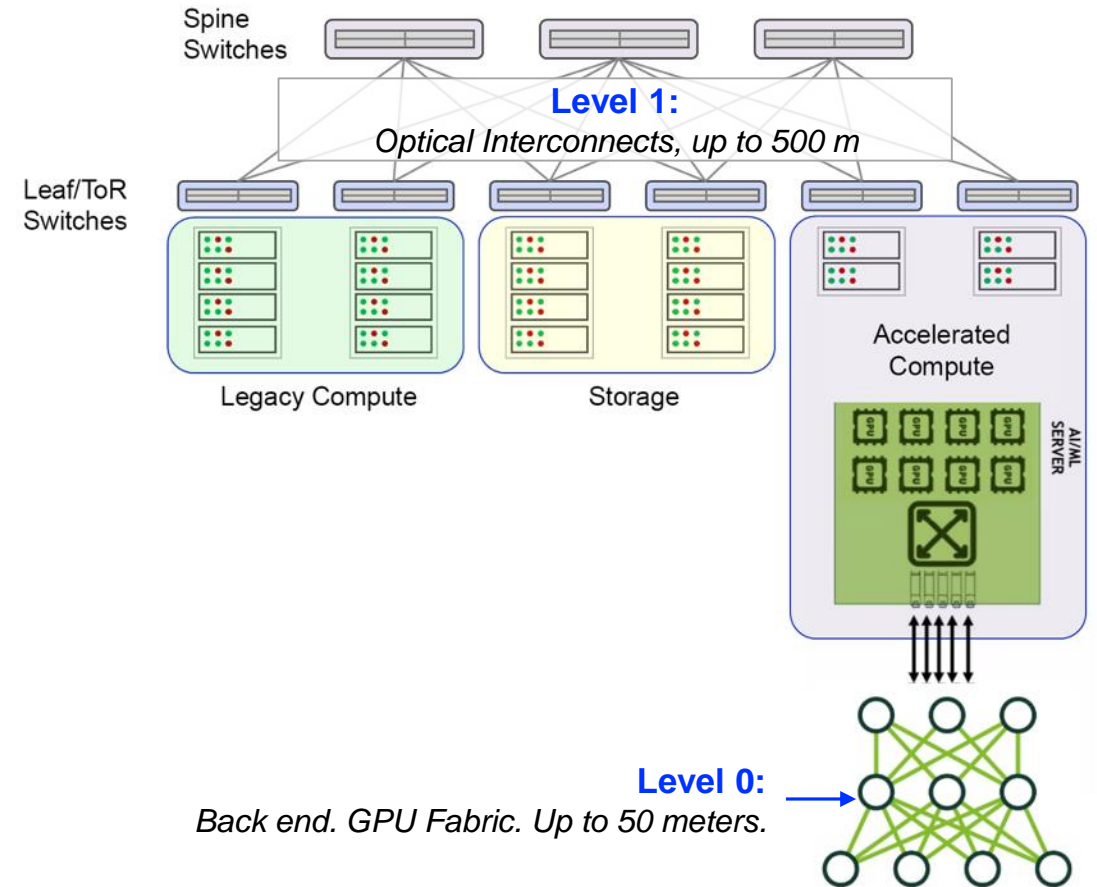 Spine
Switches
Level 1:
Optical Interconnects, up to 500 m
Leaf/ToR
Switches
Legacy Compute
Storage
Accelerated
Compute
GPU GPU GPU GPU
GPU GPU GPU GPU
AI/ML
SERVER
Level 0:
Back end. GPU Fabric. Up to 50 meters.